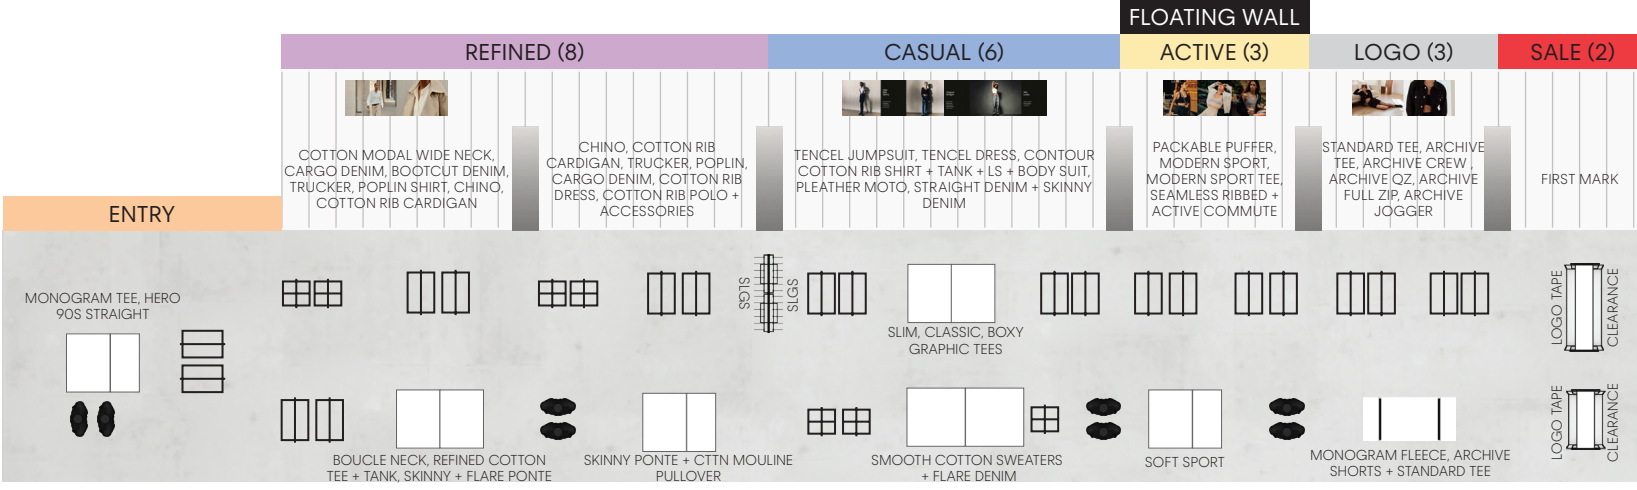 FLOATING WALL
REFINED (8)
CASUAL (6)
ACTIVE (3)
LOGO (3)
SALE (2)
COTTON MODAL WIDE NECK,
CARGO DENIM, BOOTCUT DENIM,
TRUCKER, POPLIN SHIRT, CHINO,
COTTON RIB CARDIGAN
CHINO, COTTON RIB
CARDIGAN, TRUCKER, POPLIN,
CARGO DENIM, COTTON RIB
DRESS, COTTON RIB POLO +
ACCESSORIES
TENCEL JUMPSUIT, TENCEL DRESS, CONTOUR
COTTON RIB SHIRT + TANK + LS + BODY SUIT,
PLEATHER MOTO, STRAIGHT DENIM + SKINNY
DENIM
PACKABLE PUFFER,
MODERN SPORT,
MODERN SPORT TEE,
SEAMLESS RIBBED +
ACTIVE COMMUTE
STANDARD TEE, ARCHIVE
TEE, ARCHIVE CREW ,
ARCHIVE QZ, ARCHIVE
FULL ZIP, ARCHIVE
JOGGER
FIRST MARK
ENTRY
MONOGRAM TEE, HERO
90S STRAIGHT
SLGS
SLGS
SLIM, CLASSIC, BOXY
GRAPHIC TEES
LOGO TAPE
CLEARANCE
BOUCLE NECK, REFINED COTTON
TEE + TANK, SKINNY + FLARE PONTE
SKINNY PONTE + CTTN MOULINE
PULLOVER
SMOOTH COTTON SWEATERS
+ FLARE DENIM
SOFT SPORT
MONOGRAM FLEECE, ARCHIVE
SHORTS + STANDARD TEE
LOGO TAPE
CLEARANCE